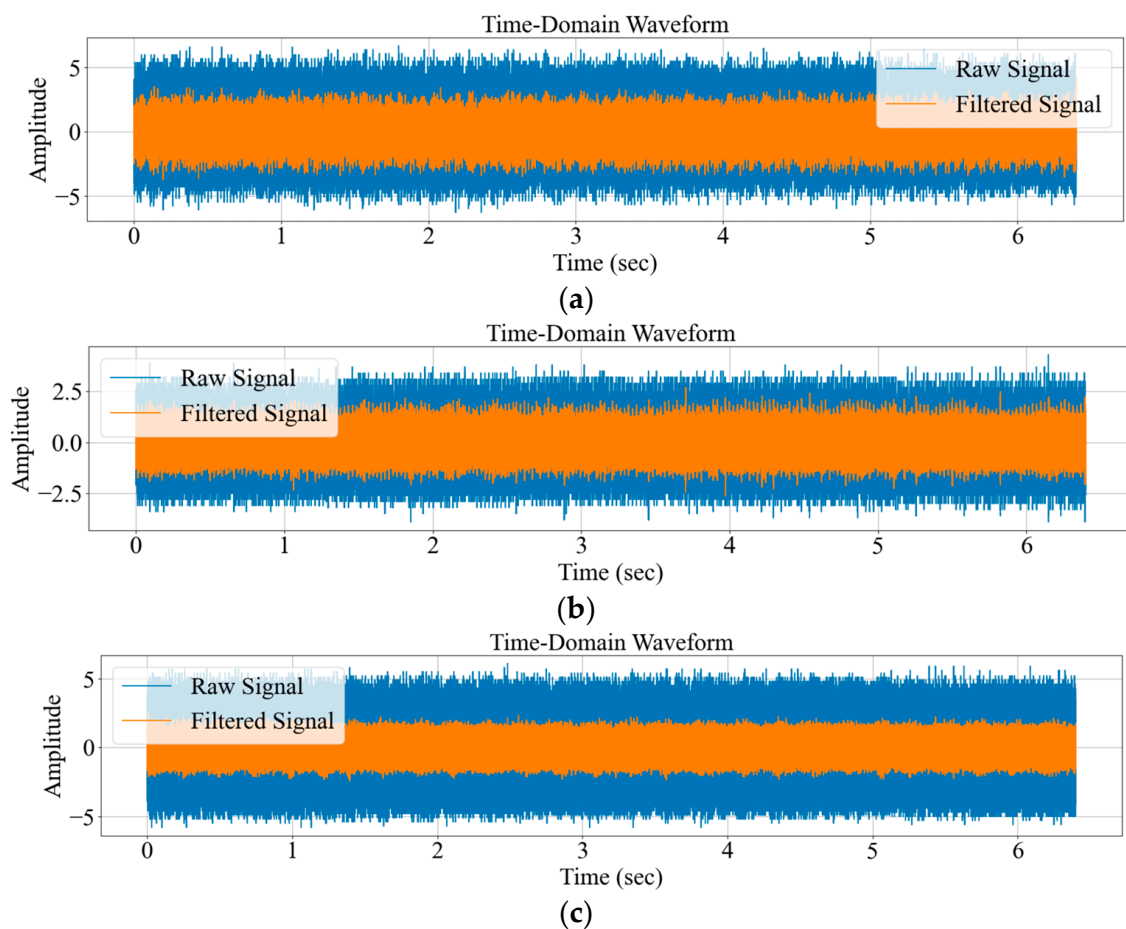 Time-Domain Waveform
5
0
−5
Amplitude
Raw Signal
Filtered Signal
0 1 2 3 4 5 6
Time (sec)
(a)
Time-Domain Waveform
2.5
0.0
−2.5
Amplitude
Raw Signal
Filtered Signal
0 1 2 3 4 5 6
Time (sec)
(b)
Time-Domain Waveform
5
0
−5
Amplitude
Raw Signal
Filtered Signal
0 1 2 3 4 5 6
Time (sec)
(c)